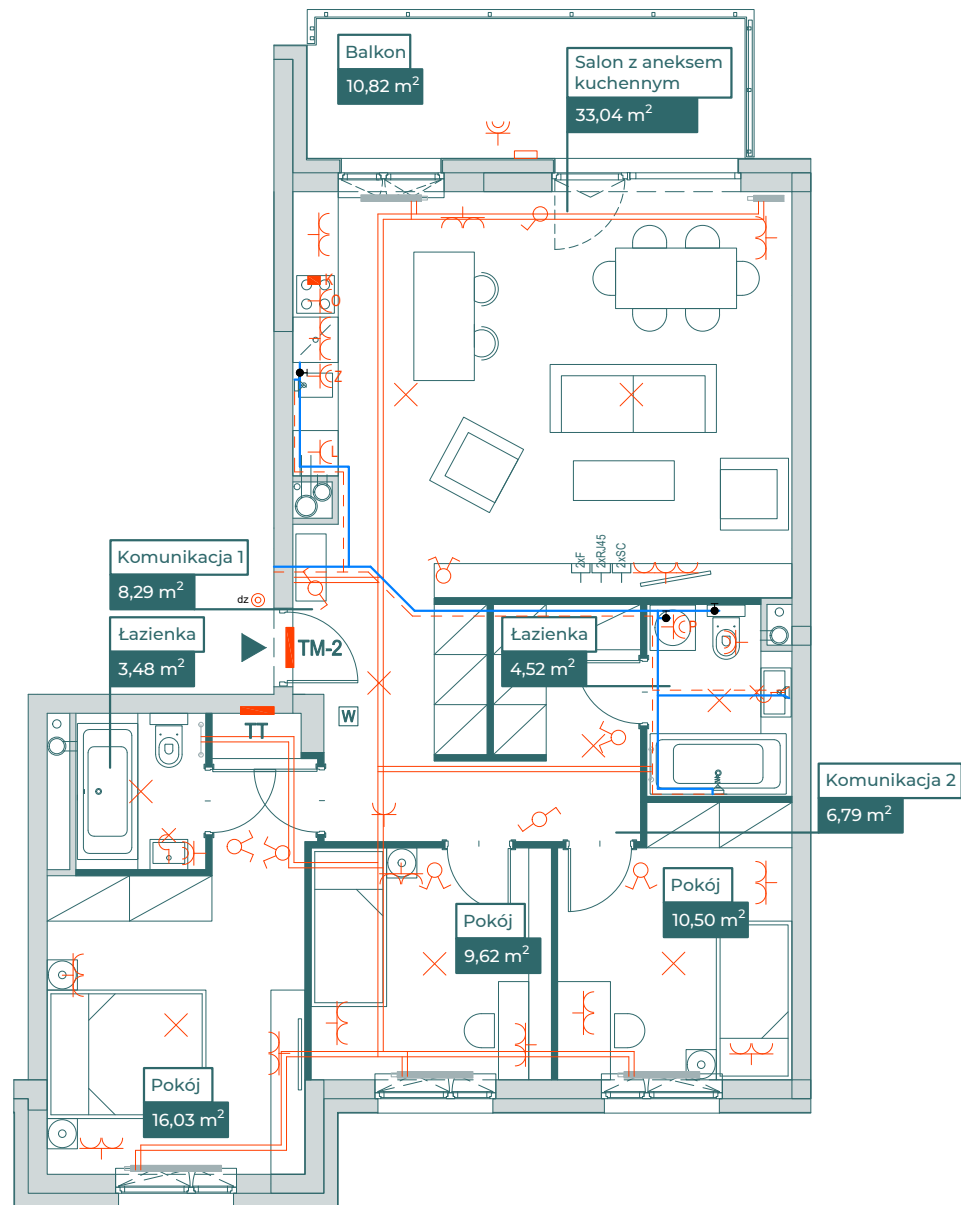 Balkon
10,82 m²
Salon z aneksem
kuchennym
33,04 m²
K
O
Z
L
2xF
2xRJ45
2xSC
Komunikacja 1
8,29 m²
dz
Łazienka
3,48 m²
TM-2
Łazienka
4,52 m²
W
TT
Komunikacja 2
6,79 m²
Pokój
10,50 m²
Pokój
9,62 m²
Pokój
16,03 m²